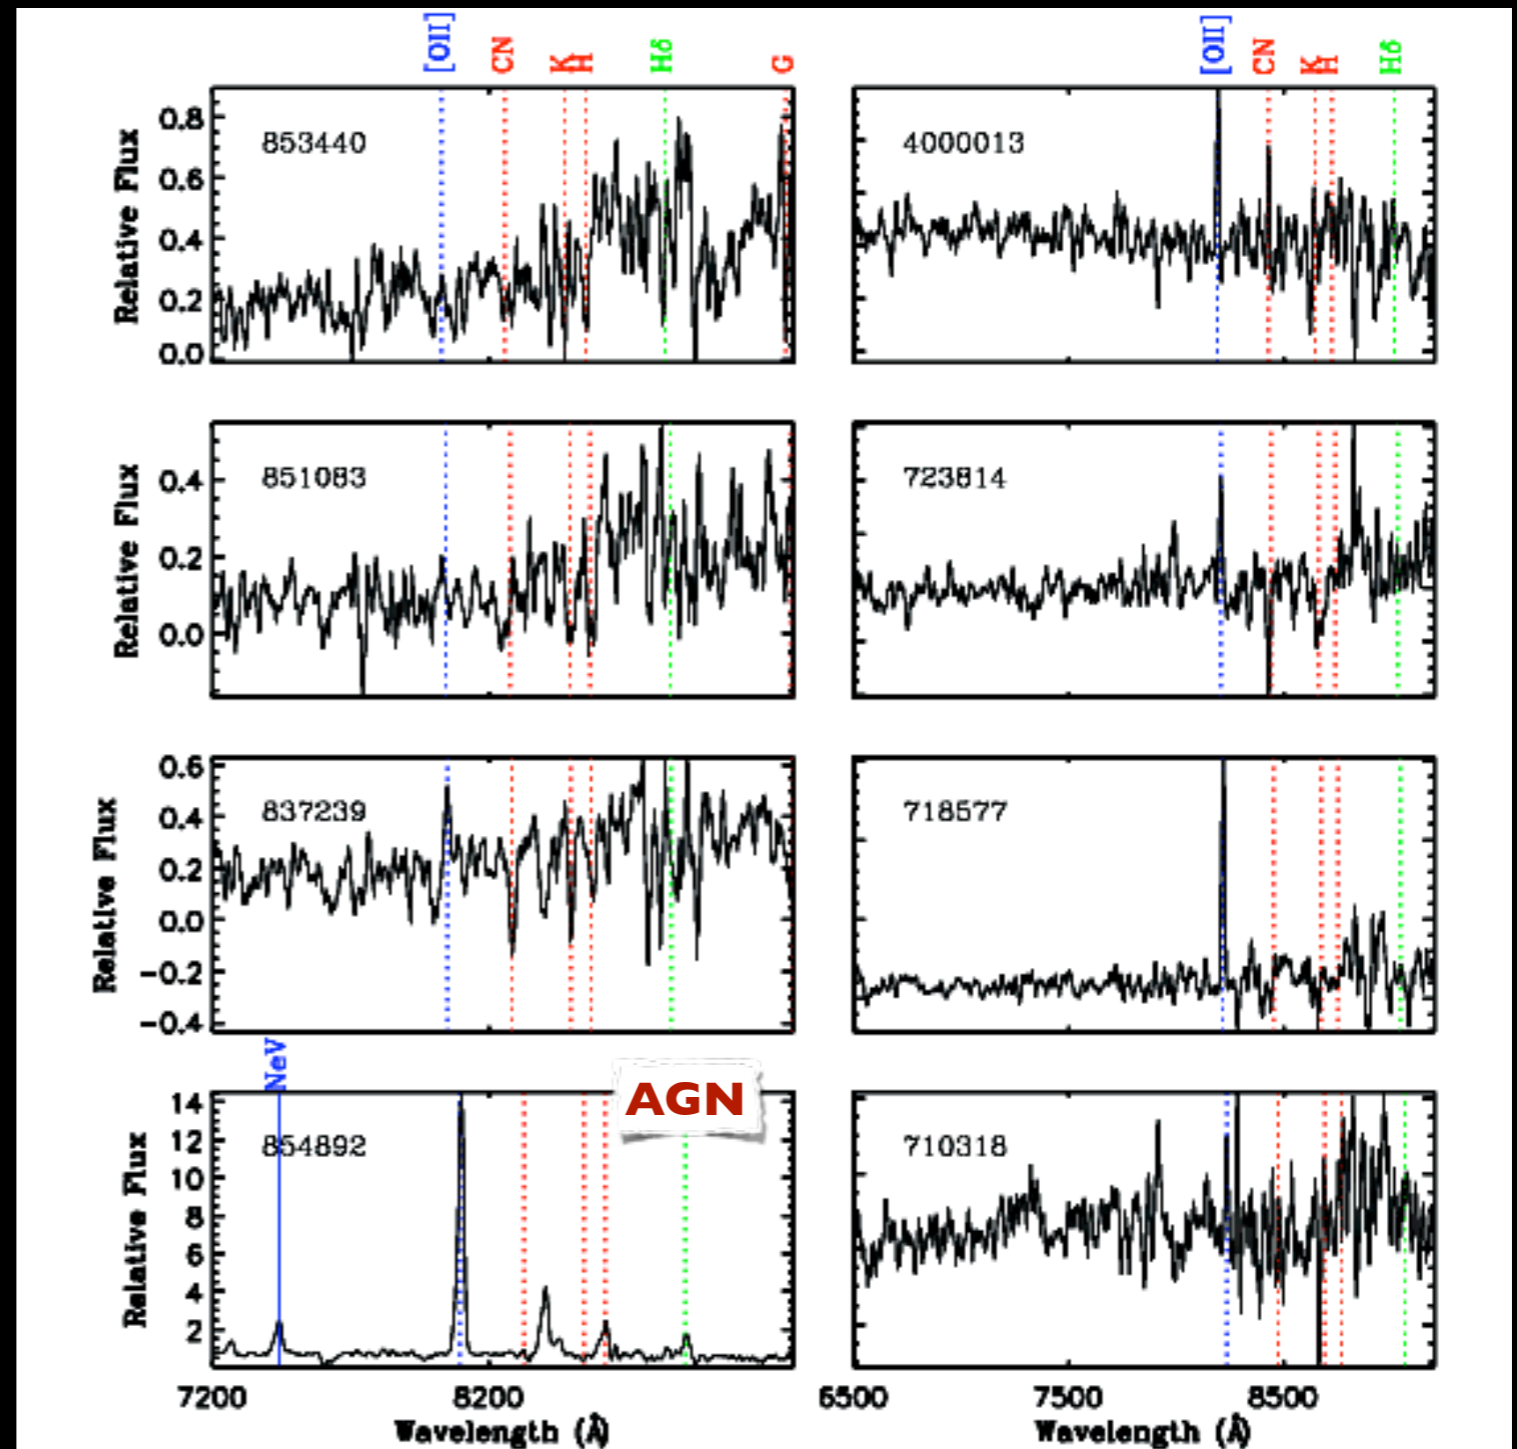 [OII] CN K H Hδ G
[OII] CN K H Hδ
Relative Flux
0.8
0.6
0.4
0.2
0.0
853440
4000013
Relative Flux
0.4
0.2
0.0
851083
723814
Relative Flux
0.6
0.4
0.2
0.0
−0.2
−0.4
837239
718577
NeV
AGN
Relative Flux
14
12
10
8
6
4
2
854892
710318
7200 8200
Wavelength (Å)
6500 7500 8500
Wavelength (Å)